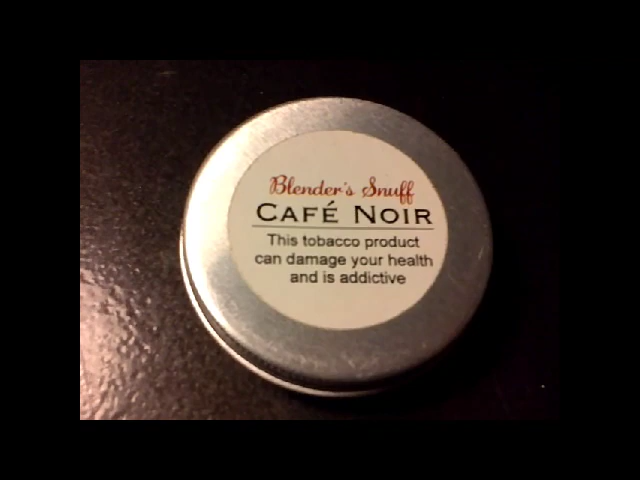 Blender's Snuff
CAFÉ NOIR
This tobacco product
can damage your health
and is addictive